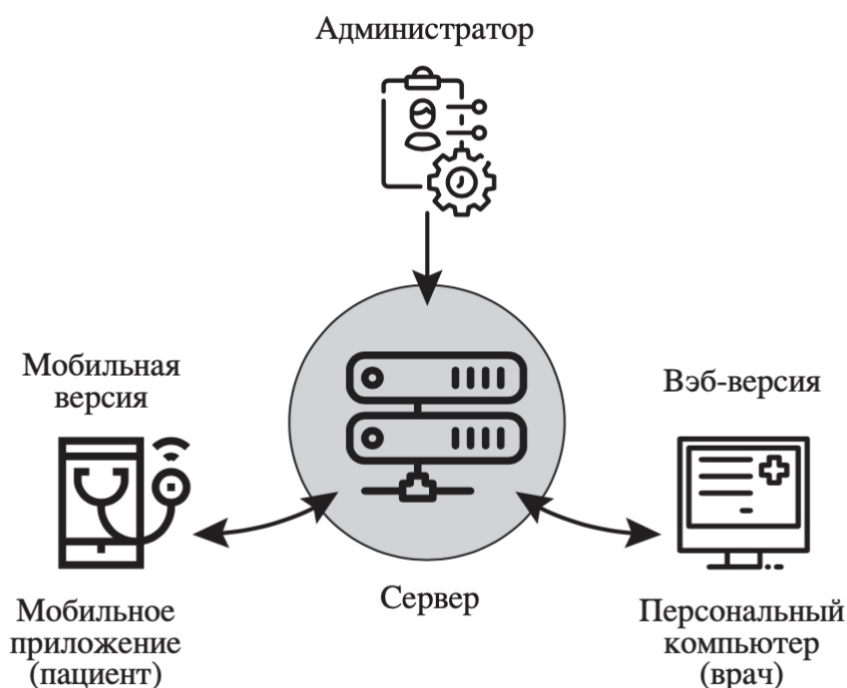 Администратор
Мобильная
версия
Вэб-версия
Сервер
Мобильное
приложение
(пациент)
Персональный
компьютер
(врач)